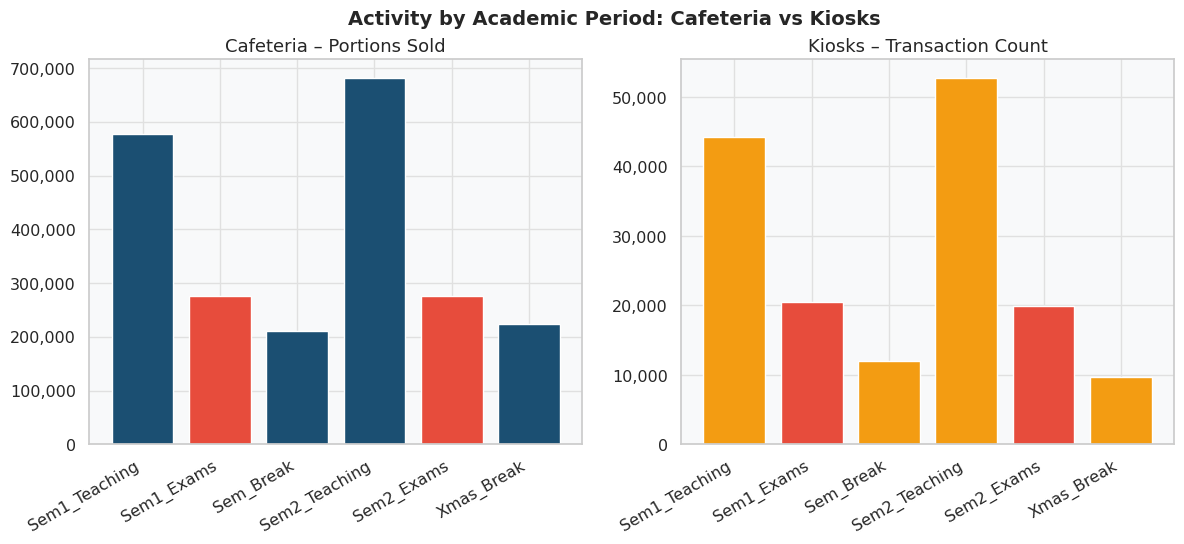 Activity by Academic Period: Cafeteria vs Kiosks
Cafeteria – Portions Sold
700,000
600,000
500,000
400,000
300,000
200,000
100,000
0
Sem1_Teaching
Sem1_Exams
Sem_Break
Sem2_Teaching
Sem2_Exams
Xmas_Break
Kiosks – Transaction Count
50,000
40,000
30,000
20,000
10,000
0
Sem1_Teaching
Sem1_Exams
Sem_Break
Sem2_Teaching
Sem2_Exams
Xmas_Break